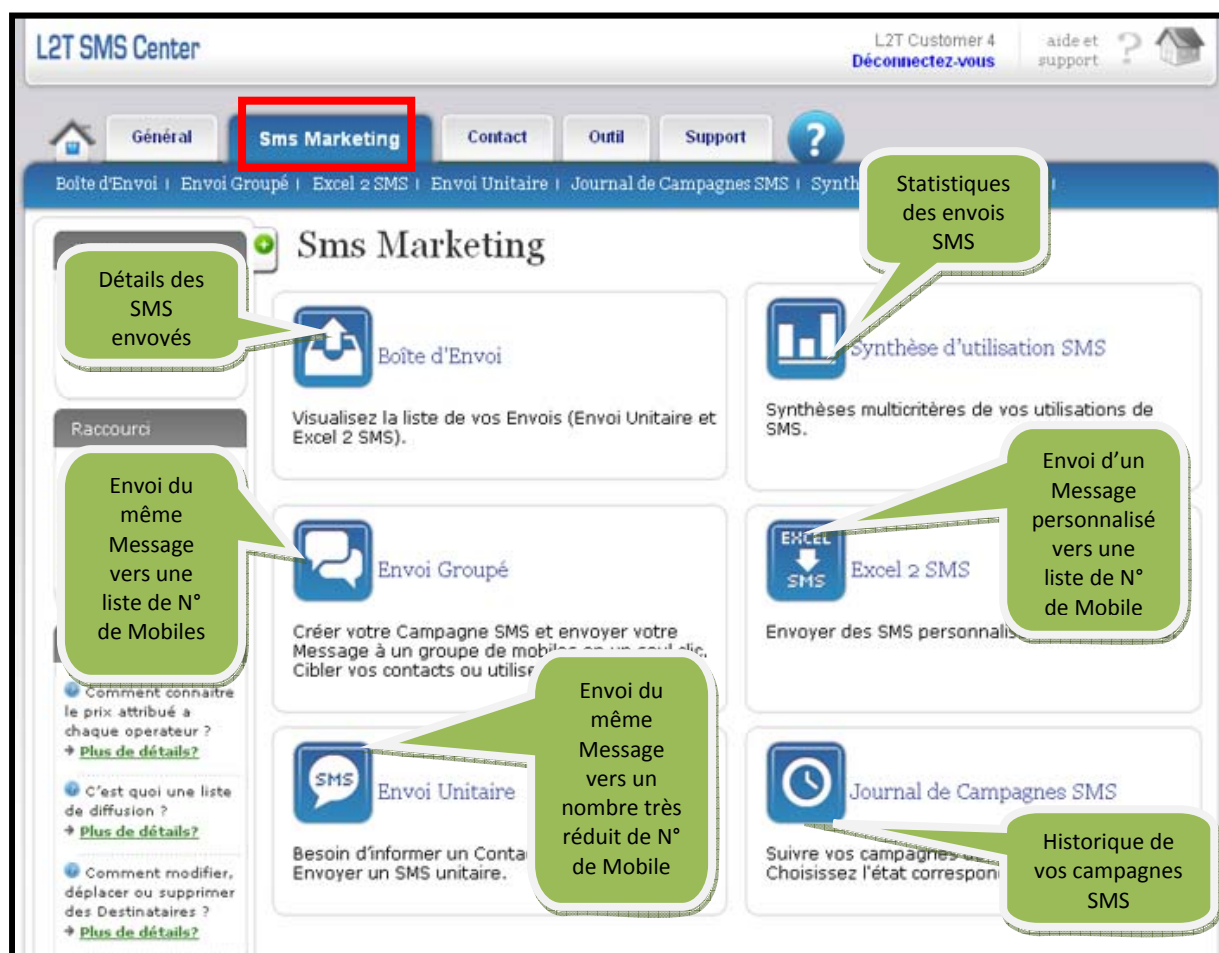 L2T SMS Center
L2T Customer 4
Déconnectez-vous
aide et
support
?
Général
Sms Marketing
Contact
Outil
Support
?
Boîte d'Envoi | Envoi Groupé | Excel 2 SMS | Envoi Unitaire | Journal de Campagnes SMS | Synth
Statistiques
des envois
SMS
Sms Marketing
Détails des
SMS
envoyés
Boîte d'Envoi
Visualisez la liste de vos Envois (Envoi Unitaire et
Excel 2 SMS).
Synthèse d'utilisation SMS
Synthèses multicritères de vos utilisations de
SMS.
Raccourci
Envoi du
même
Message
vers une
liste de N°
de Mobiles
Envoi Groupé
Créer votre Campagne SMS et envoyer votre
Message à un groupe de mobiles en un seul clic.
Cibler vos contacts ou utilise
EXCEL
SMS
Excel 2 SMS
Envoyer des SMS personnalis
Envoi d'un
Message
personnalisé
vers une
liste de N°
de Mobile
Comment connaitre
le prix attribué a
chaque operateur ?
Plus de détails?
C'est quoi une liste
de diffusion ?
Plus de détails?
Comment modifier,
déplacer ou supprimer
des Destinataires ?
Plus de détails?
SMS
Envoi Unitaire
Besoin d'informer un Conta
Envoyer un SMS unitaire.
Envoi du
même
Message
vers un
nombre très
réduit de N°
de Mobile
Journal de Campagnes SMS
Suivre vos campagnes
Choisissez l'état correspon
Historique de
vos campagnes
SMS